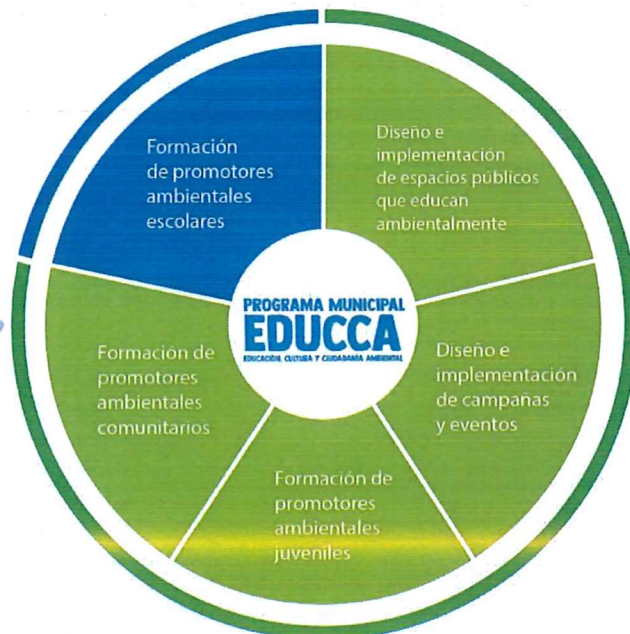 Formación
de promotores
ambientales
escolares
Diseño e
implementación
de espacios públicos
que educan
ambientalmente
PROGRAMA MUNICIPAL
EDUCCA
EDUCACIÓN, CULTURA Y CIUDADANÍA AMBIENTAL
Formación de
promotores
ambientales
comunitarios
Diseño e
implementación
de campañas
y eventos
Formación de
promotores
ambientales
juveniles